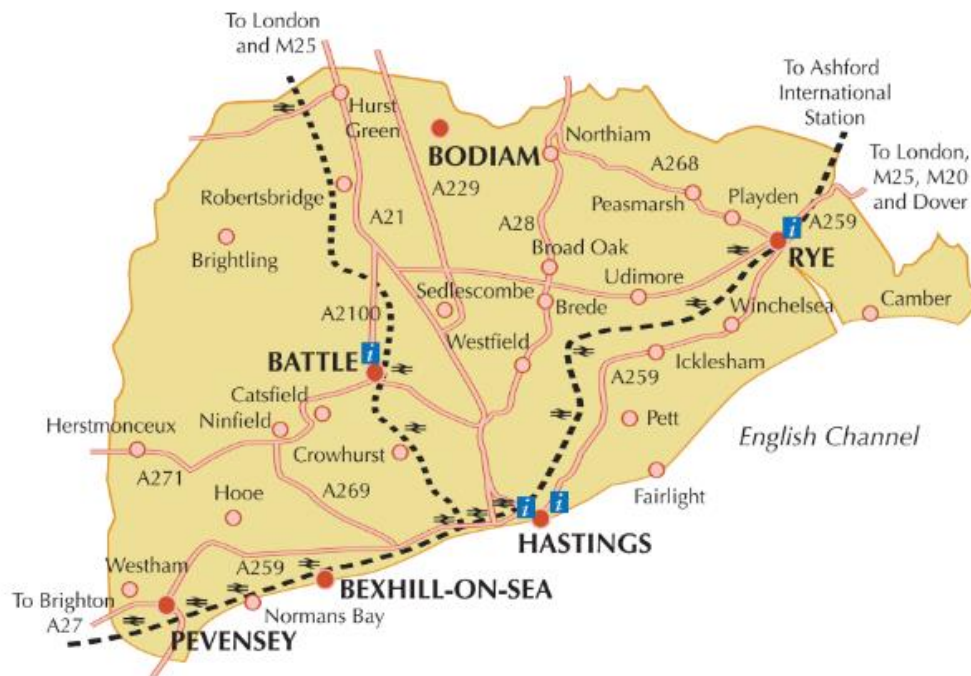 To London
and M25
To Ashford
International
Station
Hurst
Green
BODIAM
Northiam
To London,
M25, M20
and Dover
A268
Robertsbridge
A229
Peasmarsh
Playden
A21
A28
A259
Brightling
Broad Oak
RYE
Udimore
Sedlescombe
Brede
Winchelsea
Camber
A2100
Westfield
BATTLE
Icklesham
A259
Catsfield
Ninfield
Pett
Herstmonceux
English Channel
Crowhurst
A271
Hooe
A269
Fairlight
i
i
i
i
HASTINGS
Westham
A259
BEXHILL-ON-SEA
To Brighton
A27
Normans Bay
PEVENSEY